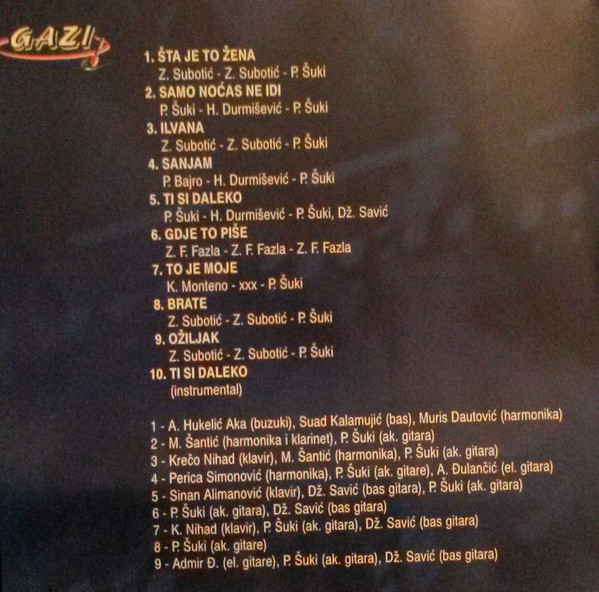 GAZI
1. ŠTA JE TO ŽENA
Z. Subotić - Z. Subotić - P. Šuki
2. SAMO NOĆAS NE IDI
P. Šuki - H. Durmišević - P. Šuki
3. ILVANA
Z. Subotić - Z. Subotić - P. Šuki
4. SANJAM
P. Bajro - H. Durmišević - P. Šuki
5. TI SI DALEKO
P. Šuki - H. Durmišević - P. Šuki, Dž. Savić
6. GDJE TO PIŠE
Z. F. Fazla - Z. F. Fazla - Z. F. Fazla
7. TO JE MOJE
K. Monteno - xxx - P. Šuki
8. BRATE
Z. Subotić - Z. Subotić - P. Šuki
9. OŽILJAK
Z. Subotić - Z. Subotić - P. Šuki
10. TI SI DALEKO
(instrumental)
1 - A. Hukelić Aka (buzuki), Suad Kalamujić (bas), Muris Dautović (harmonika)
2 - M. Šantić (harmonika i klarinet), P. Šuki (ak. gitara)
3 - Krečo Nihad (klavir), M. Šantić (harmonika), P. Šuki (ak. gitara)
4 - Perica Simonović (harmonika), P. Šuki (ak. gitare), A. Đulančić (el. gitara)
5 - Sinan Alimanović (klavir), Dž. Savić (bas gitara), P. Šuki (ak. gitara)
6 - P. Šuki (ak. gitara), Dž. Savić (bas gitara)
7 - K. Nihad (klavir), P. Šuki (ak. gitara), Dž. Savić (bas gitara)
8 - P. Šuki (ak. gitare)
9 - Admir Đ. (el. gitare), P. Šuki (ak. gitara), Dž. Savić (bas gitara)